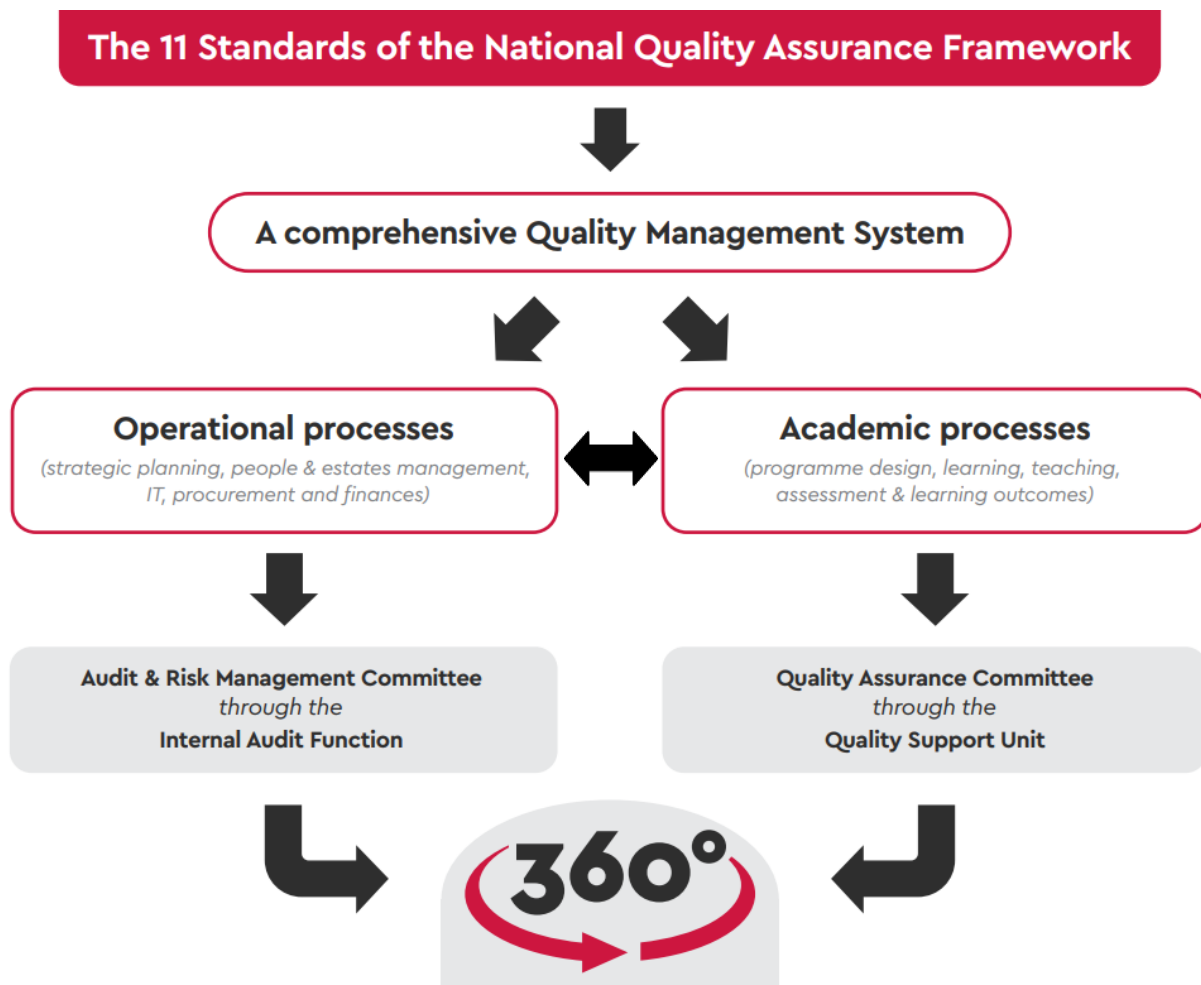 The 11 Standards of the National Quality Assurance Framework
A comprehensive Quality Management System
Operational processes
(strategic planning, people & estates management,
IT, procurement and finances)
Academic processes
(programme design, learning, teaching,
assessment & learning outcomes)
Audit & Risk Management Committee
through the
Internal Audit Function
Quality Assurance Committee
through the
Quality Support Unit
360°